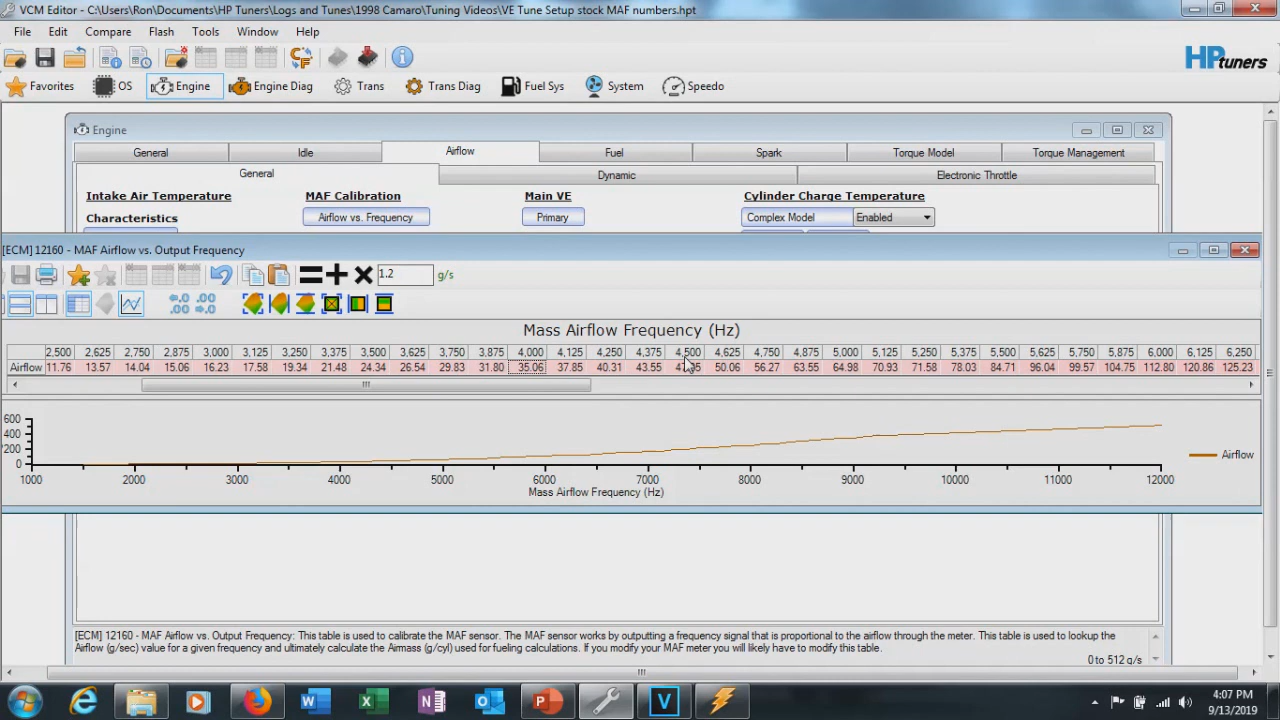 VCM Editor - C:\Users\Ron\Documents\HP Tuners\Logs and Tunes\1998 Camaro\Tuning Videos\VE Tune Setup stock MAF numbers.hpt
File Edit Compare Flash Tools Window Help
HPtuners
Favorites OS Engine Engine Diag Trans Trans Diag Fuel Sys System Speedo
Engine
General Idle Airflow Fuel Spark Torque Model Torque Management
General Dynamic Electronic Throttle
Intake Air Temperature MAF Calibration Main VE Cylinder Charge Temperature
Characteristics Airflow vs. Frequency Primary Complex Model Enabled
[ECM] 12160 - MAF Airflow vs. Output Frequency
1.2 g/s
Mass Airflow Frequency (Hz)
2,500 2,625 2,750 2,875 3,000 3,125 3,250 3,375 3,500 3,625 3,750 3,875 4,000 4,125 4,250 4,375 4,500 4,625 4,750 4,875 5,000 5,125 5,250 5,375 5,500 5,625 5,750 5,875 6,000 6,125 6,250
Airflow 11.76 13.57 14.04 15.06 16.23 17.58 19.34 21.48 24.34 26.54 29.83 31.80 35.06 37.85 40.31 43.55 50.06 56.27 63.55 64.98 70.93 71.58 78.03 84.71 96.04 99.57 104.75 112.80 120.86 125.23
600
400
200
0
Airflow
1000 2000 3000 4000 5000 6000 7000 8000 9000 10000 11000 12000
Mass Airflow Frequency (Hz)
[ECM] 12160 - MAF Airflow vs. Output Frequency: This table is used to calibrate the MAF sensor. The MAF sensor works by outputting a frequency signal that is proportional to the airflow through the meter. This table is used to lookup the
Airflow (g/sec) value for a given frequency and ultimately calculate the Airmass (g/cyl) used for fueling calculations. If you modify your MAF meter you will likely have to modify this table.
0 to 512 g/s
4:07 PM
9/13/2019